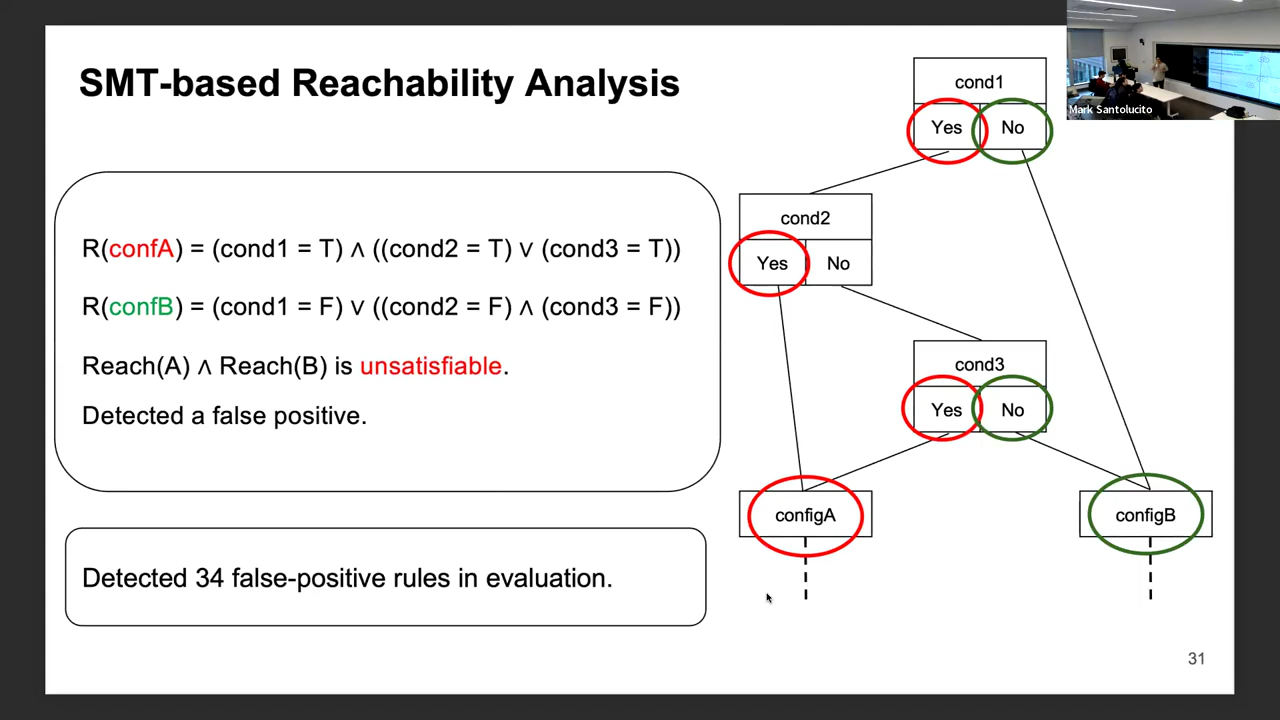 SMT-based Reachability Analysis
R(confA) = (cond1 = T) ∧ ((cond2 = T) ∨ (cond3 = T))
R(confB) = (cond1 = F) ∨ ((cond2 = F) ∧ (cond3 = F))
Reach(A) ∧ Reach(B) is unsatisfiable.
Detected a false positive.
Detected 34 false-positive rules in evaluation.
cond1
Yes No
cond2
Yes No
cond3
Yes No
configA
configB
31
Mark Santolucito